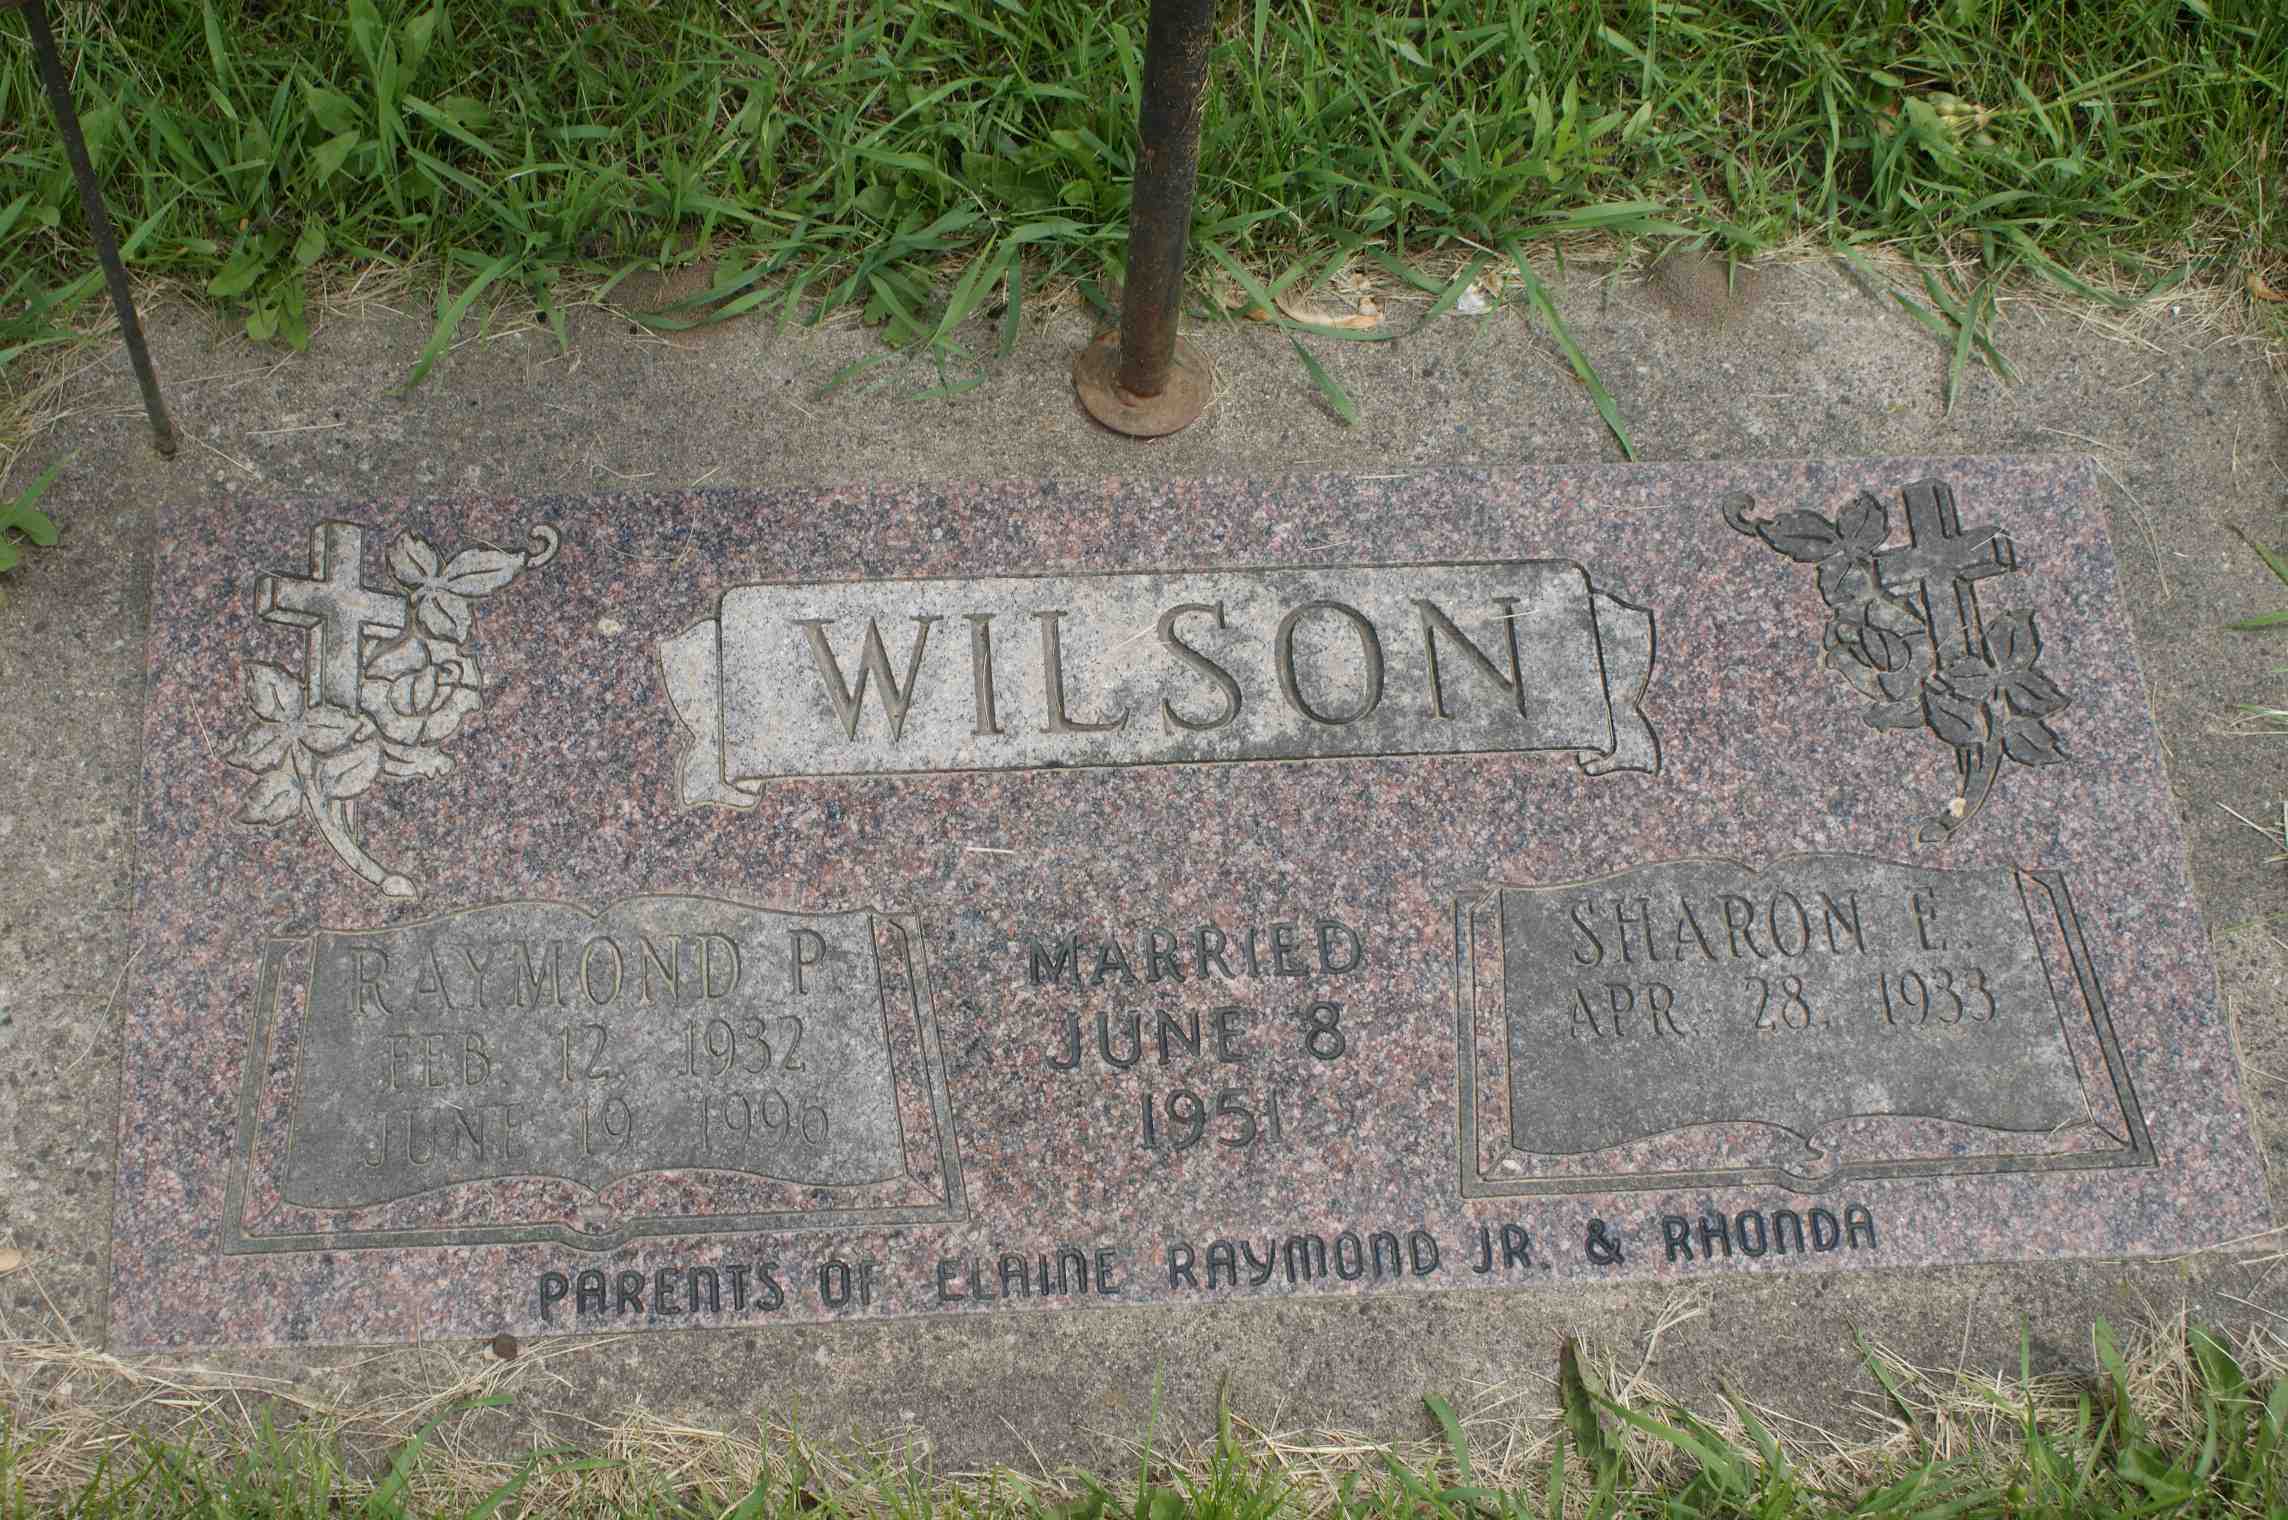 WILSON
RAYMOND P.
FEB. 12, 1932
JUNE 19, 1996
MARRIED
JUNE 8
1951
SHARON E.
APR. 28, 1933
PARENTS OF ELAINE RAYMOND JR. & RHONDA